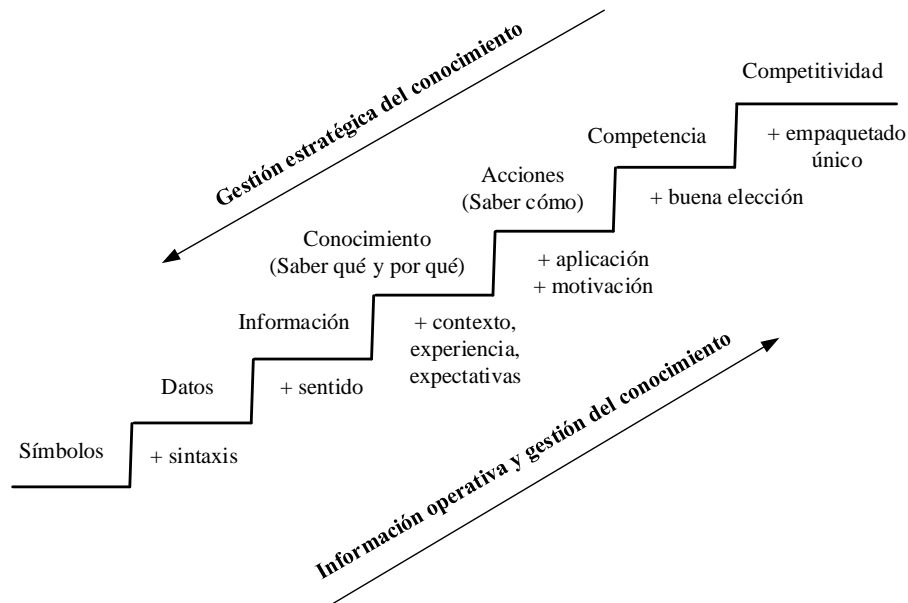 Gestión estratégica del conocimiento
Competitividad
+ empaquetado
único
Competencia
+ buena elección
Acciones
(Saber cómo)
+ aplicación
+ motivación
Conocimiento
(Saber qué y por qué)
+ contexto,
experiencia,
expectativas
Información
+ sentido
Datos
+ sintaxis
Símbolos
Información operativa y gestión del conocimiento